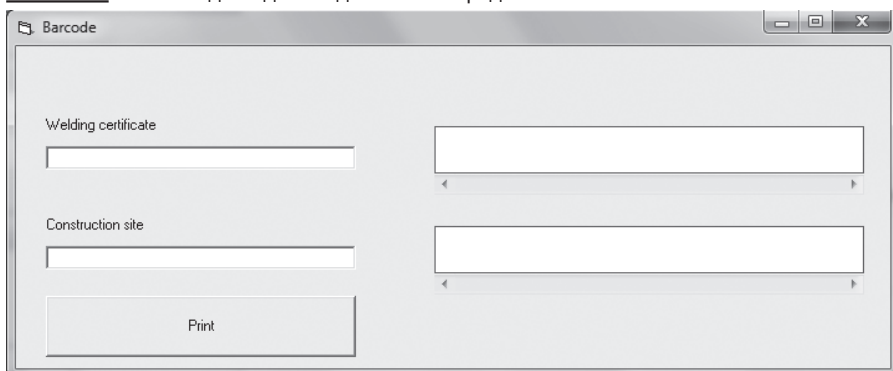 Barcode
Welding certificate
Construction site
Print